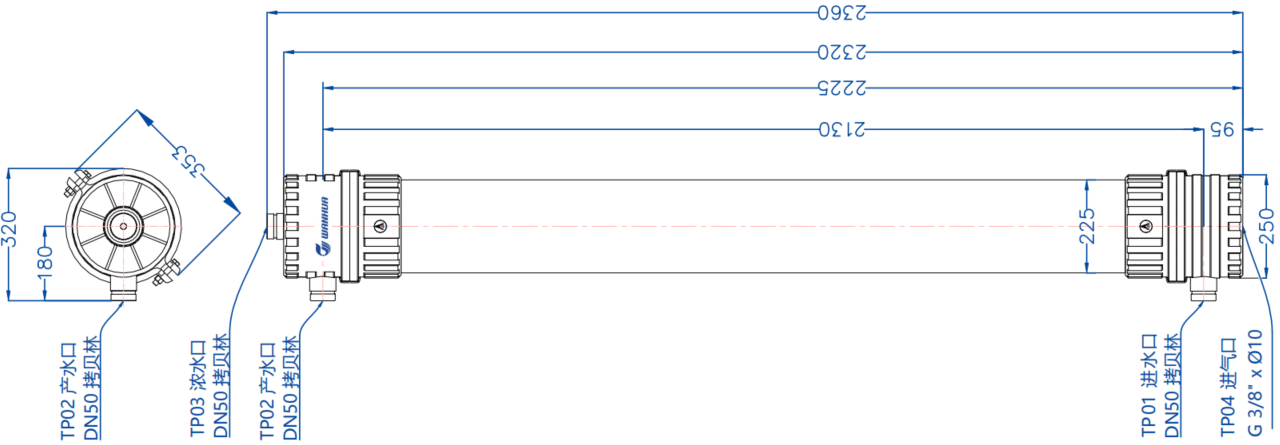 2360
2320
2225
2130
95
353
320
180
WANHUA
225
250
TP02 产水口
DN50 拷贝林
TP03 浓水口
DN50 拷贝林
TP02 产水口
DN50 拷贝林
TP01 进水口
DN50 拷贝林
TP04 进气口
G 3/8" x Ø10